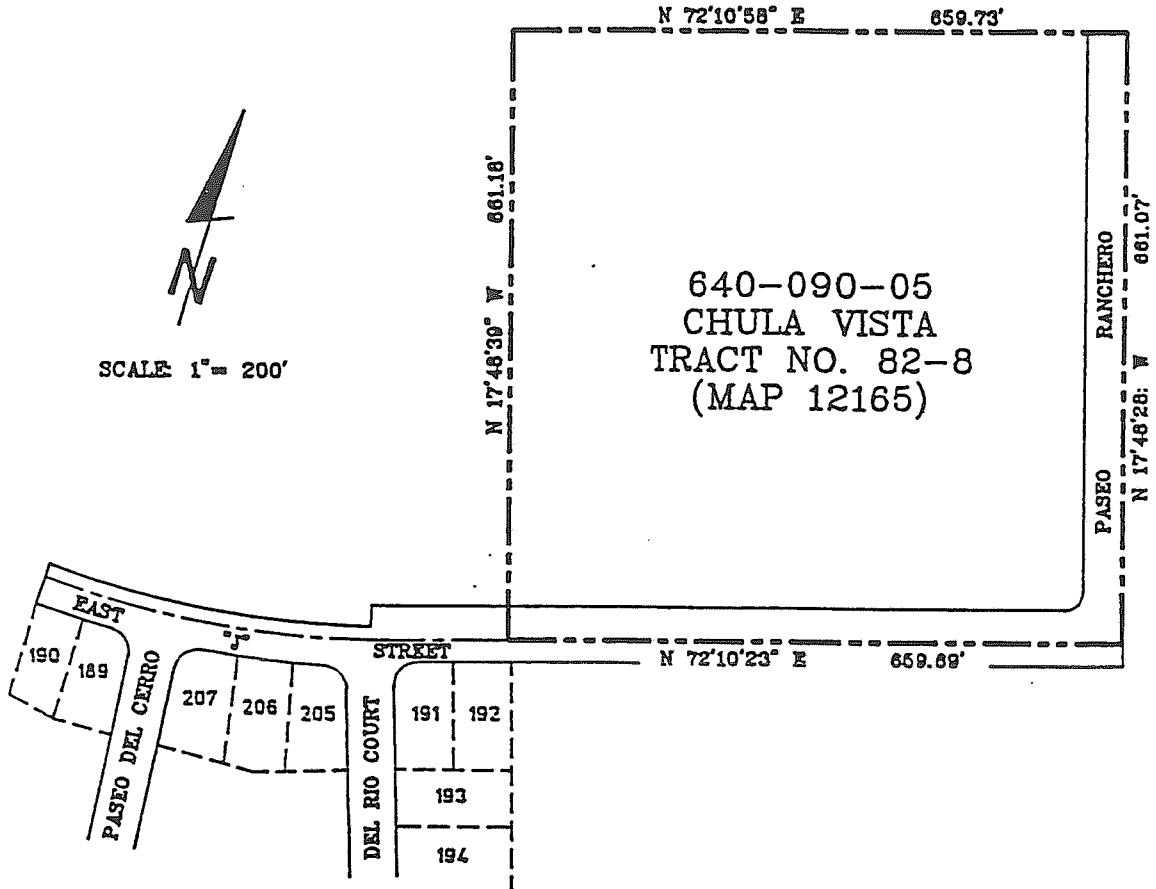 N 72'10'58" E 659.73'
N 17'48'39" W 661.18'
N
SCALE: 1"= 200'
640-090-05
CHULA VISTA
TRACT NO. 82-8
(MAP 12165)
PASEO RANCHERO
N 17'48'28: W 661.07'
EAST "J" STREET
N 72'10'23" E 659.69'
190
189
207
206
205
191
192
193
194
PASEO DEL CERRO
DEL RIO COURT